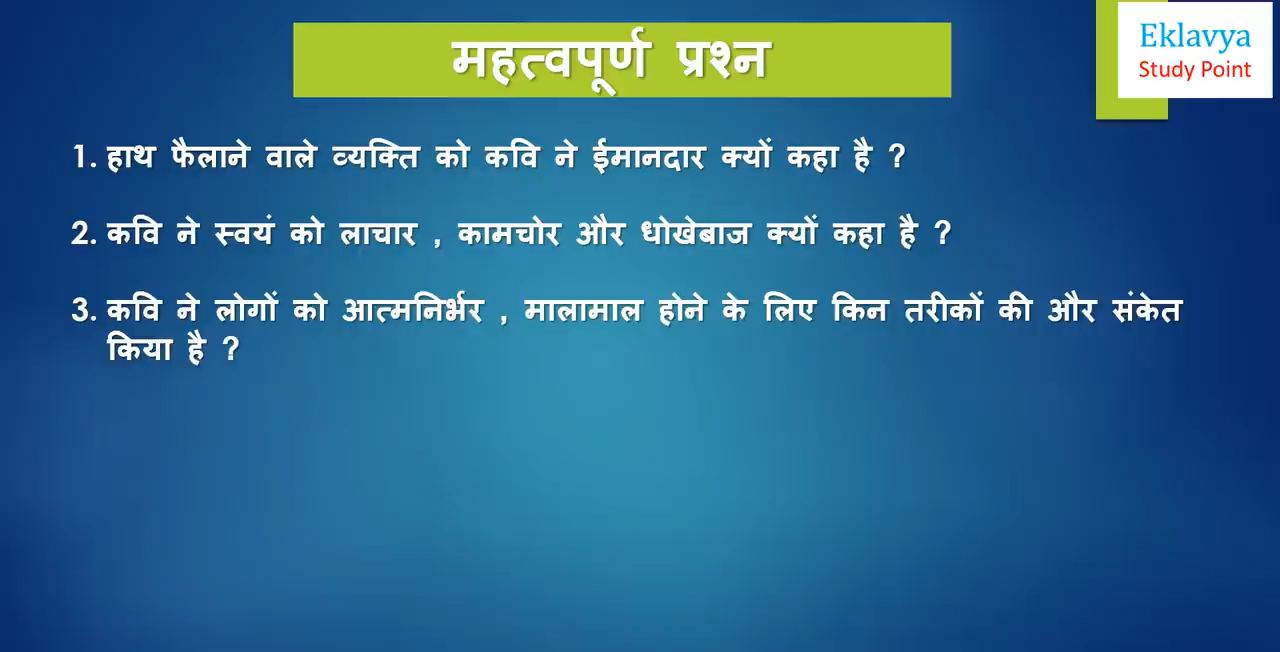 महत्वपूर्ण प्रश्न
Eklavya
Study Point
1. हाथ फैलाने वाले व्यक्ति को कवि ने ईमानदार क्यों कहा है ?
2. कवि ने स्वयं को लाचार , कामचोर और धोखेबाज क्यों कहा है ?
3. कवि ने लोगों को आत्मनिर्भर , मालामाल होने के लिए किन तरीकों की और संकेत
किया है ?